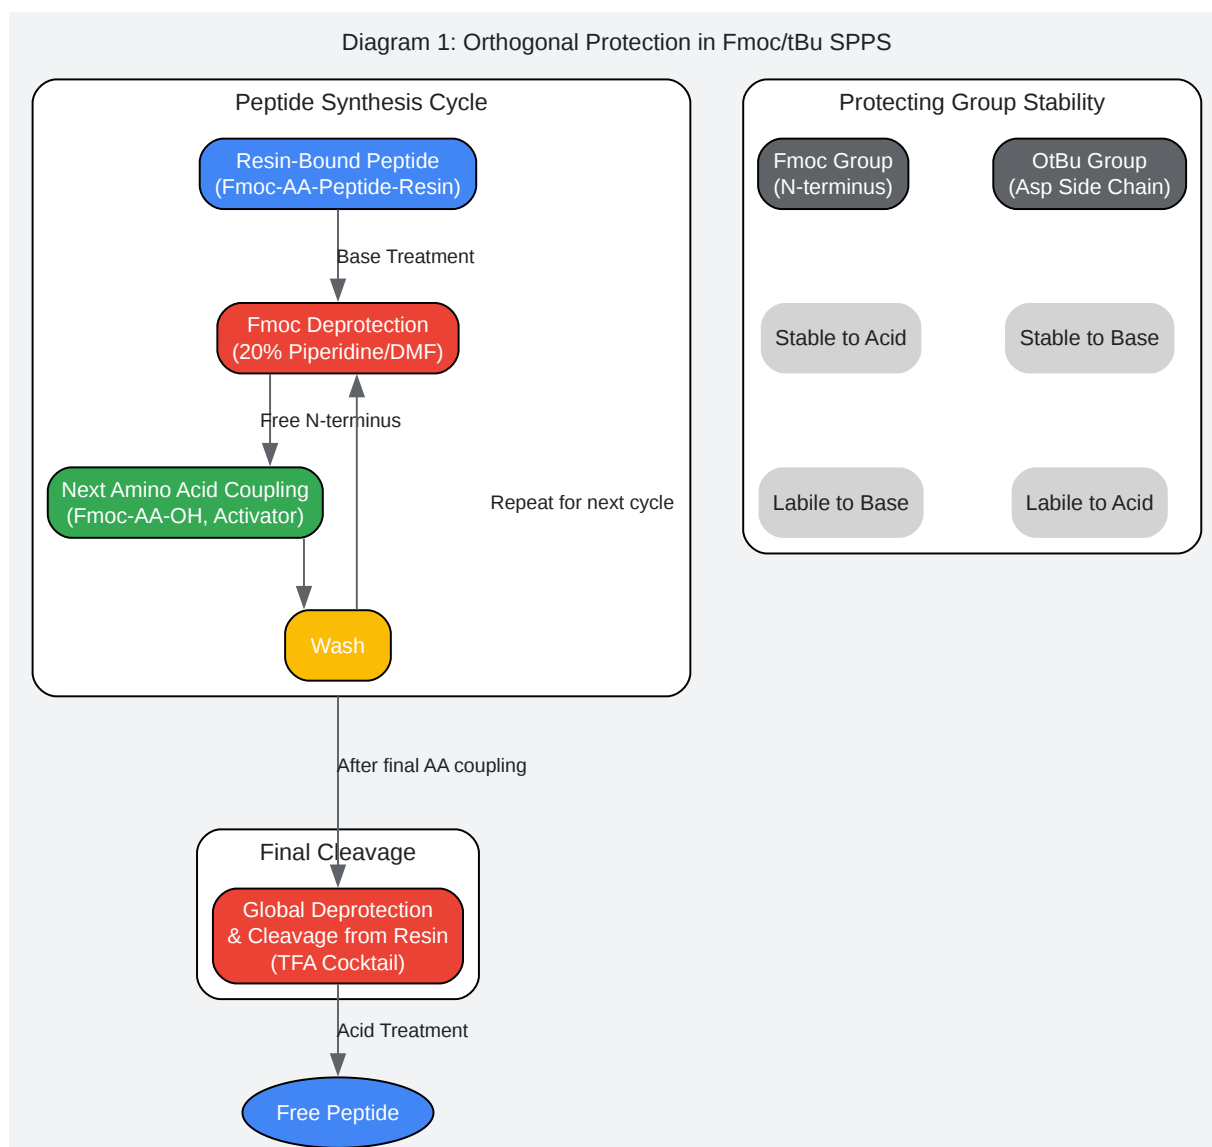 Diagram 1: Orthogonal Protection in Fmoc/tBu SPPS
Peptide Synthesis Cycle
Resin-Bound Peptide
(Fmoc-AA-Peptide-Resin)
Base Treatment
Fmoc Deprotection
(20% Piperidine/DMF)
Free N-terminus
Next Amino Acid Coupling
(Fmoc-AA-OH, Activator)
Repeat for next cycle
Wash
After final AA coupling
Final Cleavage
Global Deprotection
& Cleavage from Resin
(TFA Cocktail)
Acid Treatment
Free Peptide
Protecting Group Stability
Fmoc Group
(N-terminus)
OtBu Group
(Asp Side Chain)
Stable to Acid
Stable to Base
Labile to Base
Labile to Acid